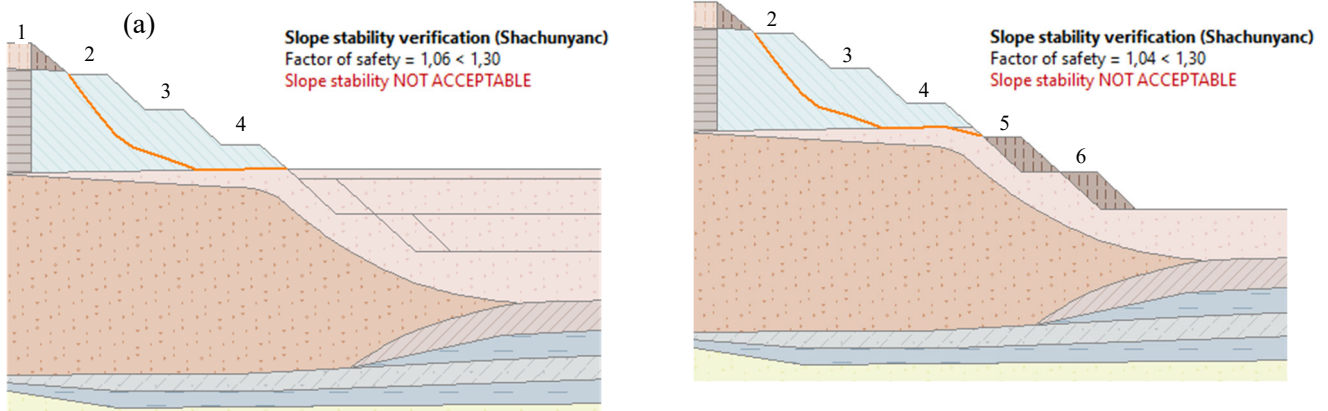 (a)
1
2
3
4
Slope stability verification (Shachunyanc)
Factor of safety = 1,06 < 1,30
Slope stability NOT ACCEPTABLE
2
3
4
5
6
Slope stability verification (Shachunyanc)
Factor of safety = 1,04 < 1,30
Slope stability NOT ACCEPTABLE